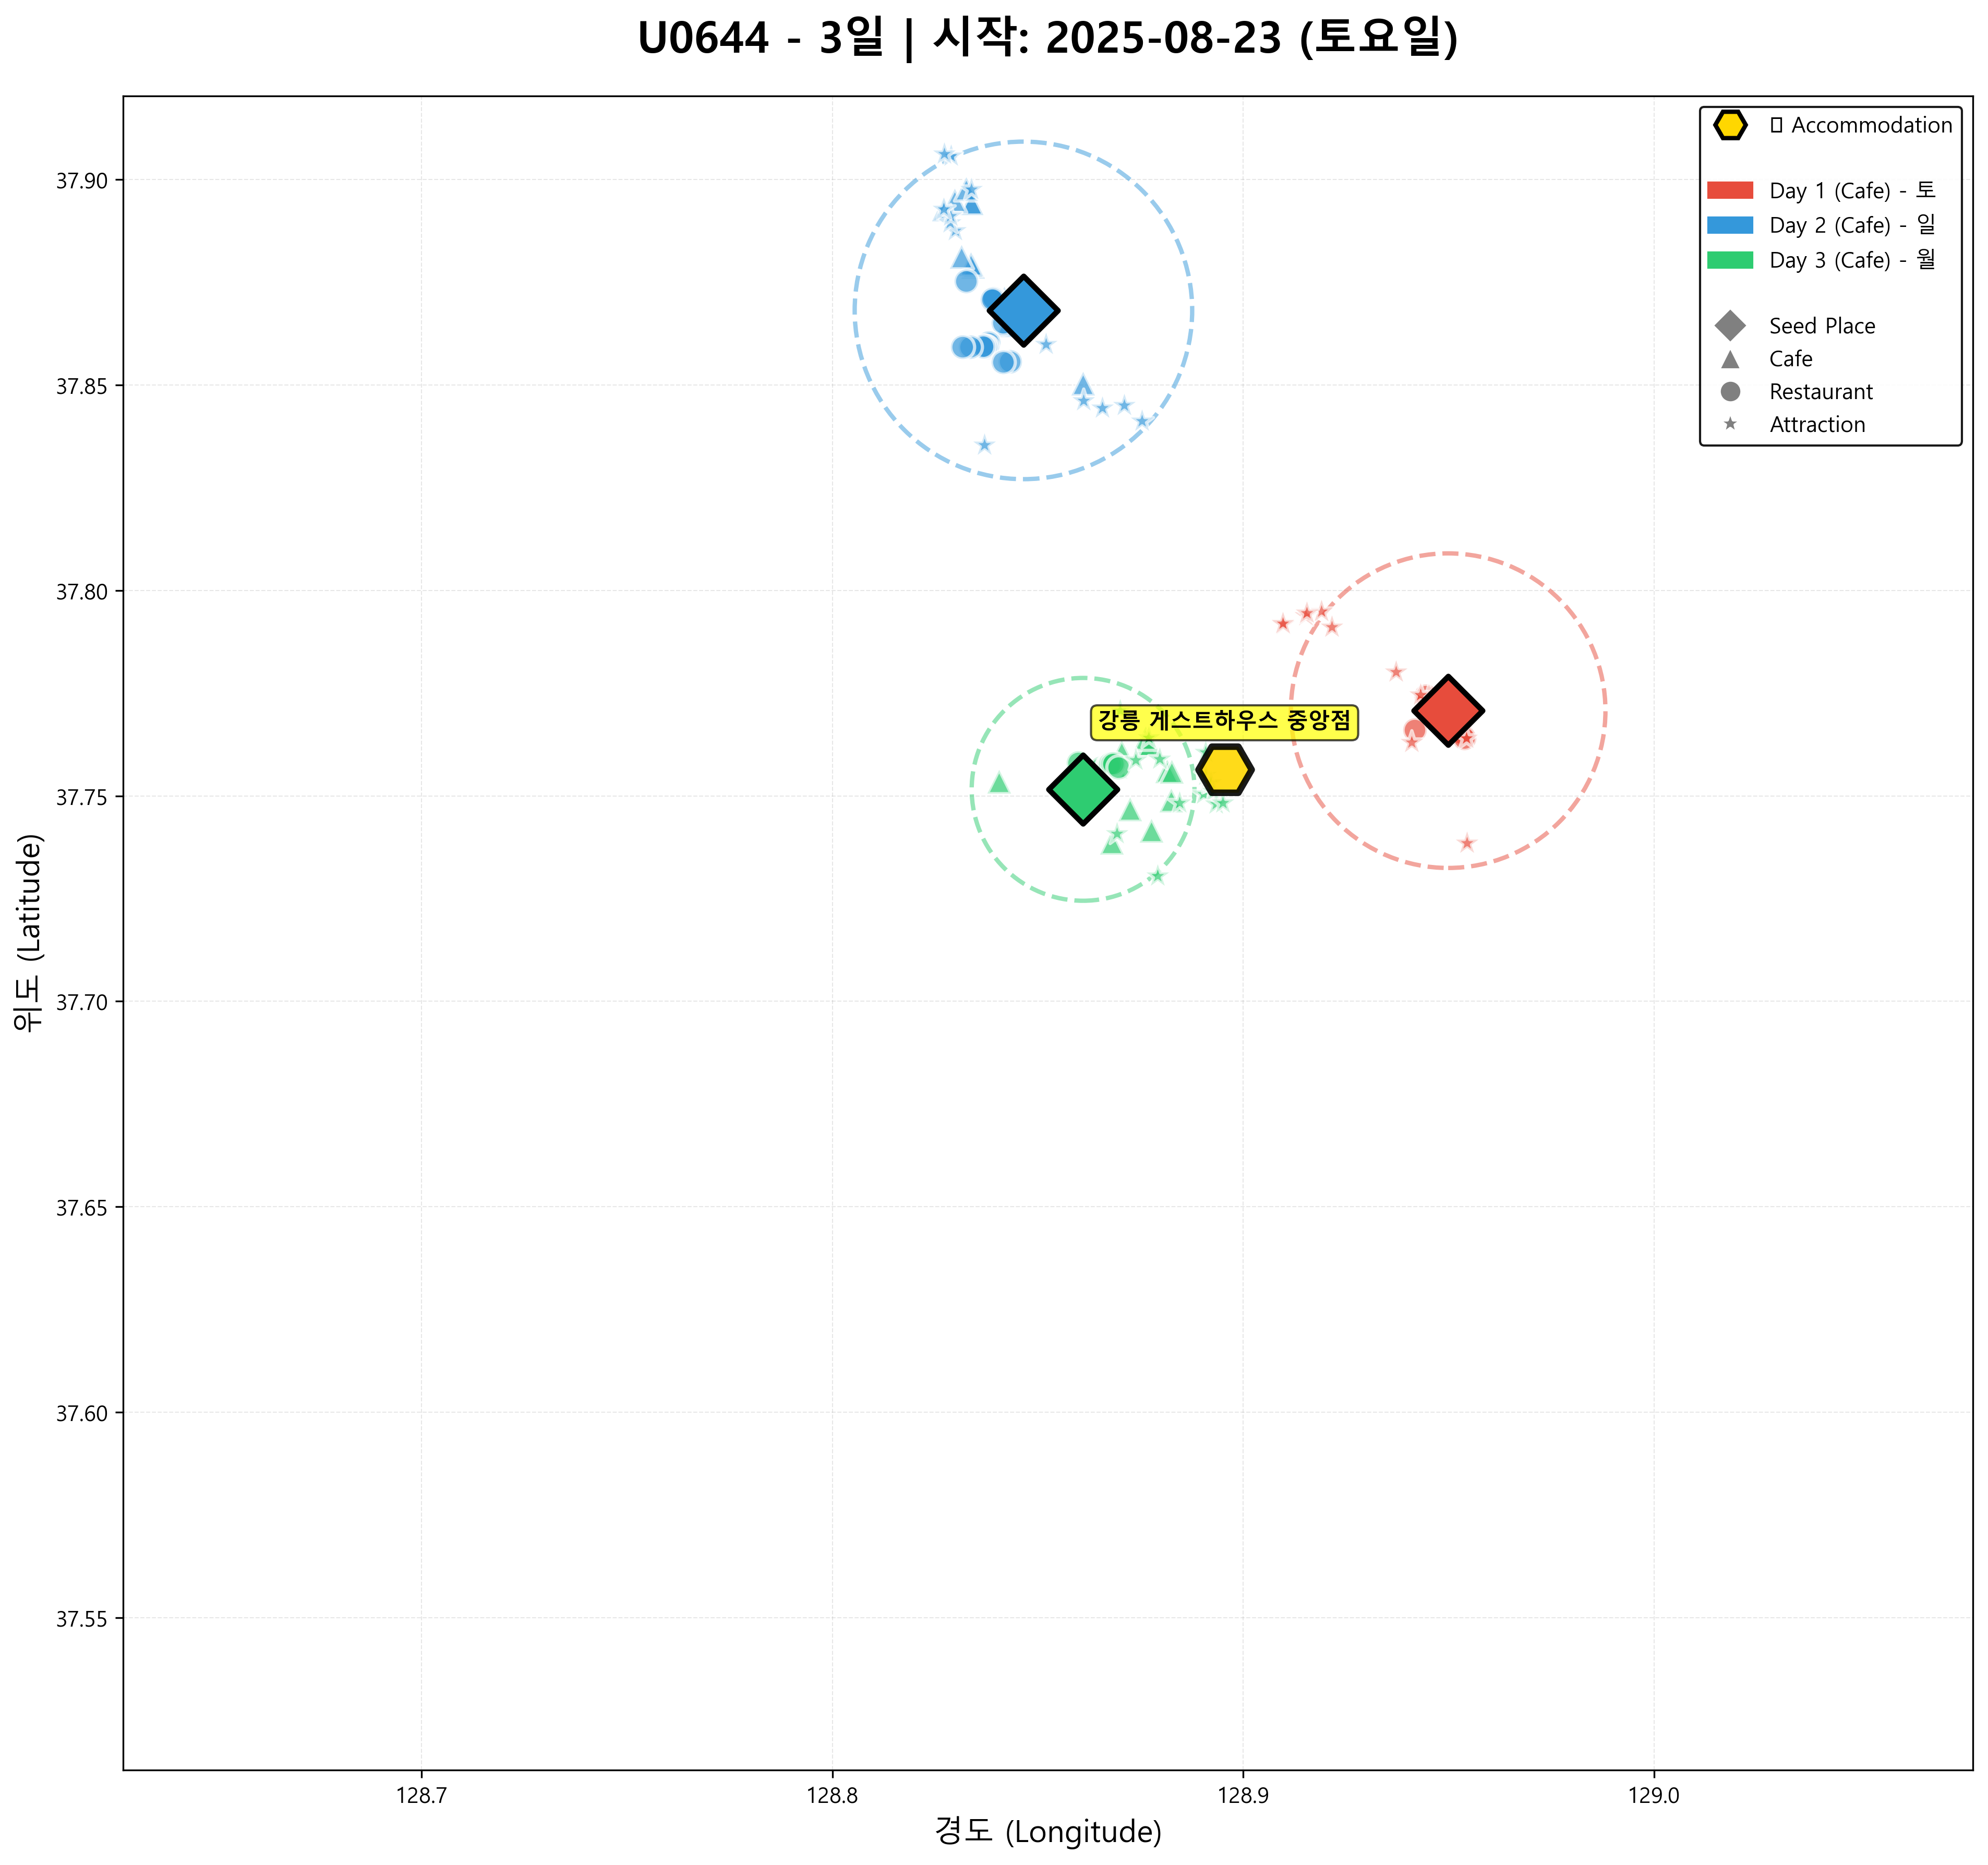 U0644 - 3일 | 시작: 2025-08-23 (토요일)
▯ Accommodation
Day 1 (Cafe) - 토
Day 2 (Cafe) - 일
Day 3 (Cafe) - 월
Seed Place
Cafe
Restaurant
Attraction
강릉 게스트하우스 중앙점
37.90
37.85
37.80
37.75
37.70
37.65
37.60
37.55
위도 (Latitude)
128.7
128.8
128.9
129.0
경도 (Longitude)